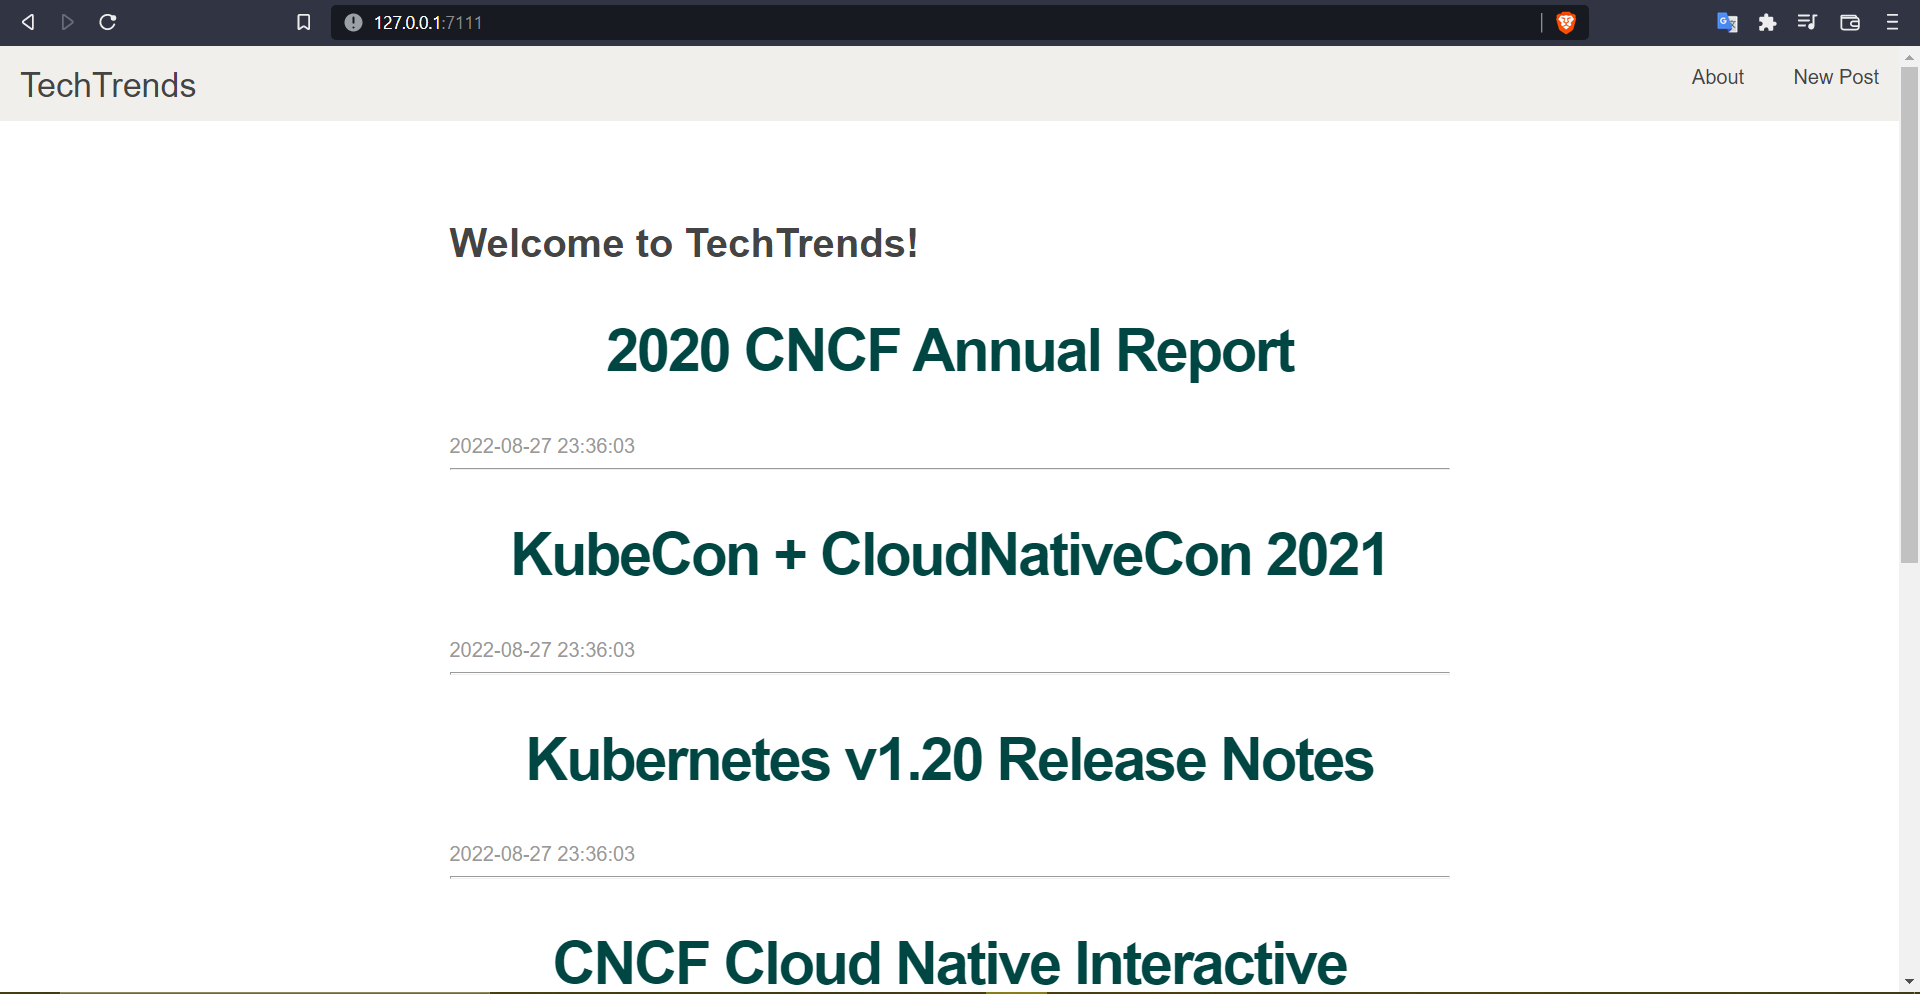 127.0.0.1:7111
TechTrends
About
New Post
Welcome to TechTrends!
2020 CNCF Annual Report
2022-08-27 23:36:03
KubeCon + CloudNativeCon 2021
2022-08-27 23:36:03
Kubernetes v1.20 Release Notes
2022-08-27 23:36:03
CNCF Cloud Native Interactive